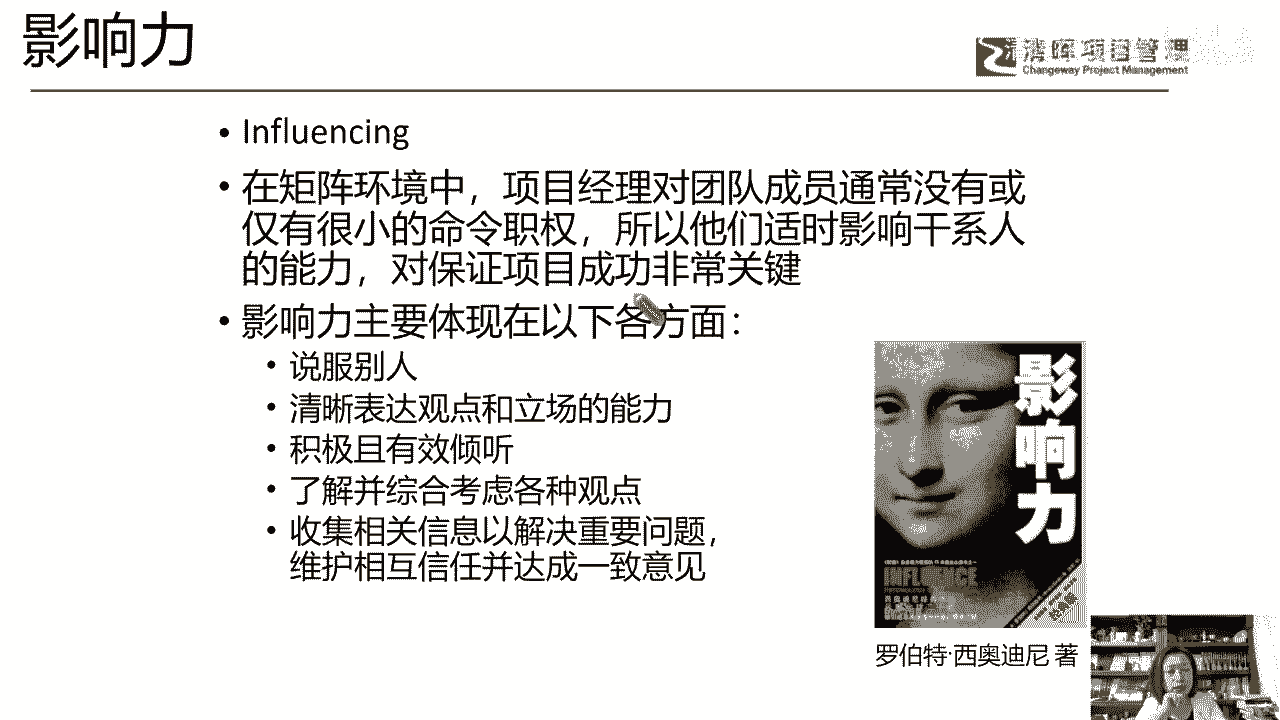 影响力
清晖项目管理
Changeway Project Management
• Influencing
• 在矩阵环境中，项目经理对团队成员通常没有或
仅有很小的命令职权，所以他们适时影响干系人
的能力，对保证项目成功非常关键
• 影响力主要体现在以下各方面：
• 说服别人
• 清晰表达观点和立场的能力
• 积极且有效倾听
• 了解并综合考虑各种观点
• 收集相关信息以解决重要问题，
维护相互信任并达成一致意见
影响力
INFLUENCE
罗伯特·西奥迪尼 著